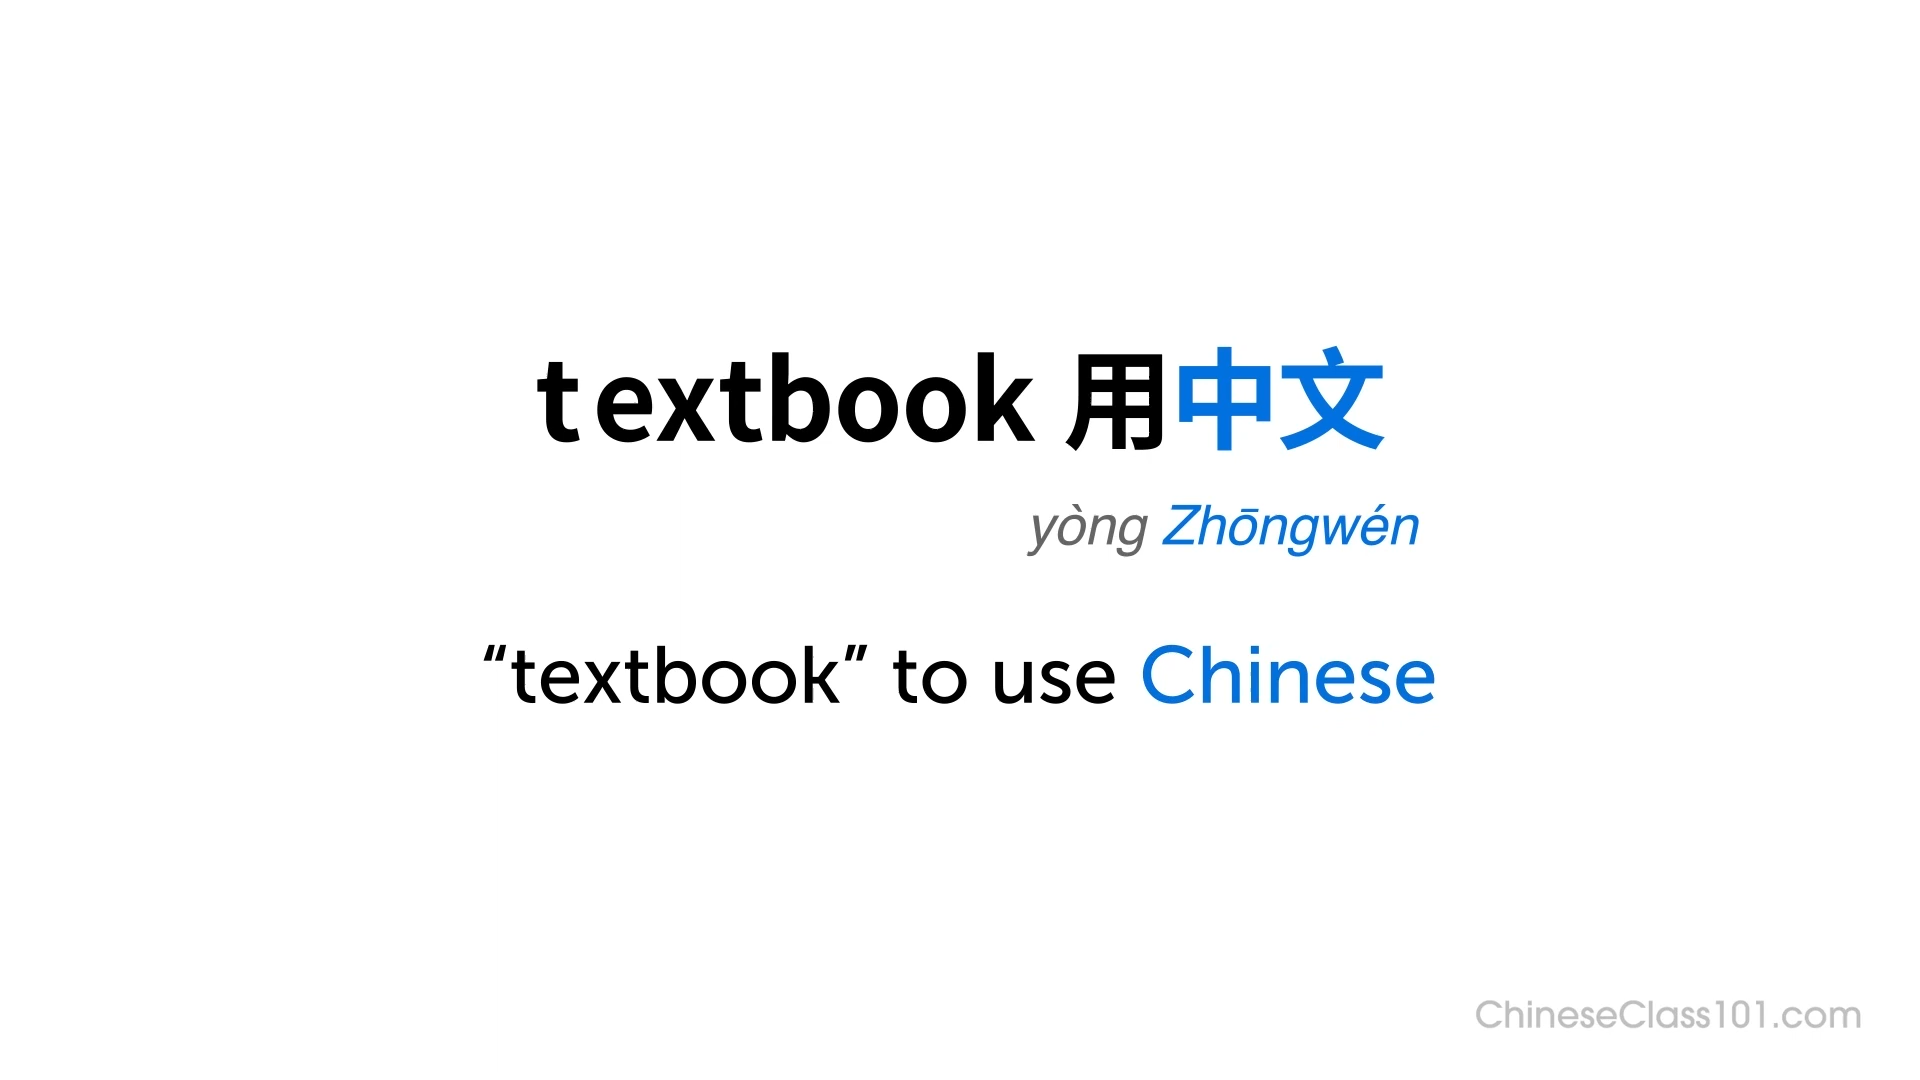 textbook 用中文
yòng Zhōngwén
“textbook” to use Chinese
ChineseClass101.com